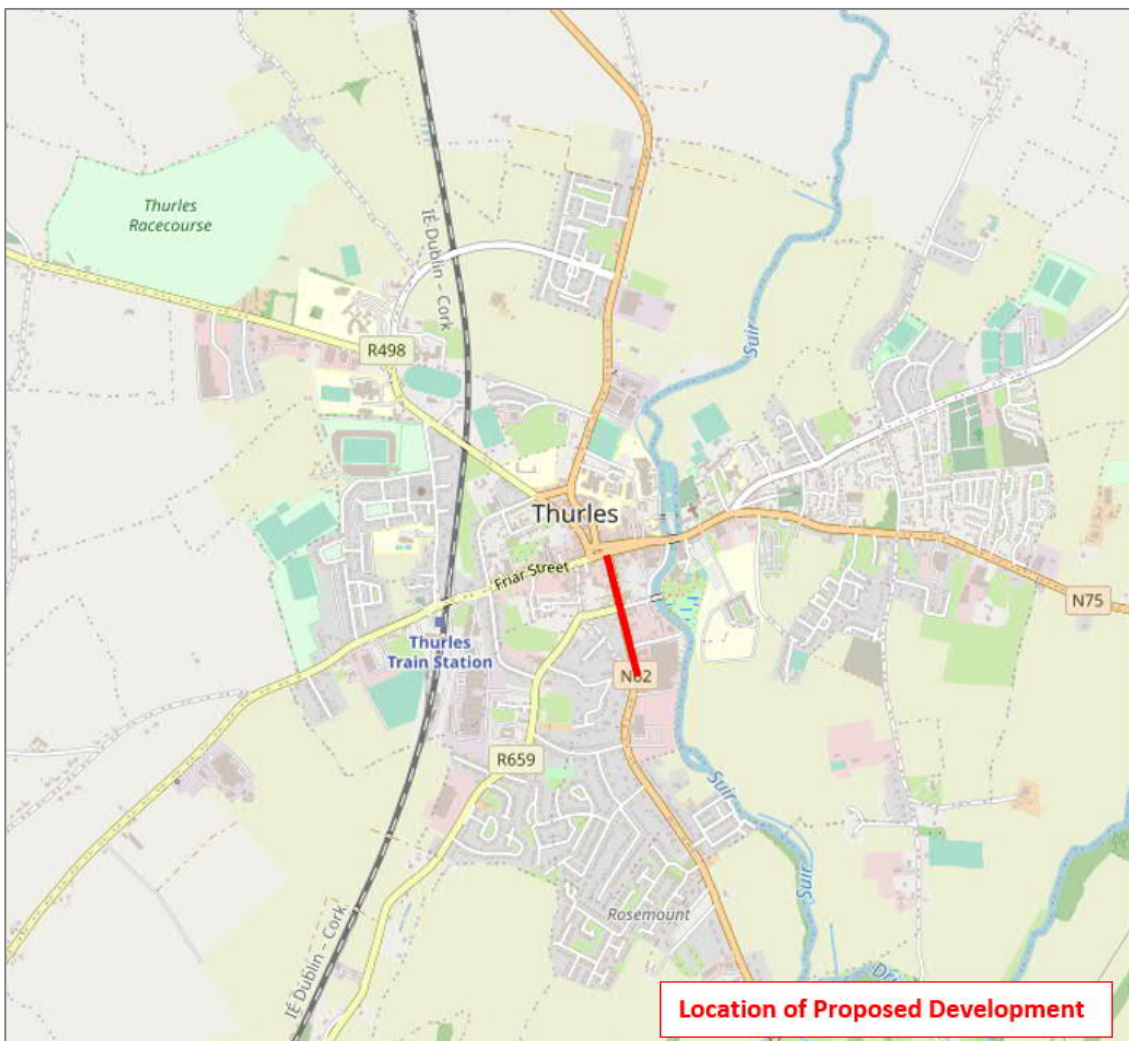 Thurles
Racecourse
IÉ Dublin - Cork
R498
Suir
Thurles
Friar Street
N75
Thurles
Train Station
N62
R659
Suir
Suir
Rosemount
IÉ Dublin - Cork
Location of Proposed Development